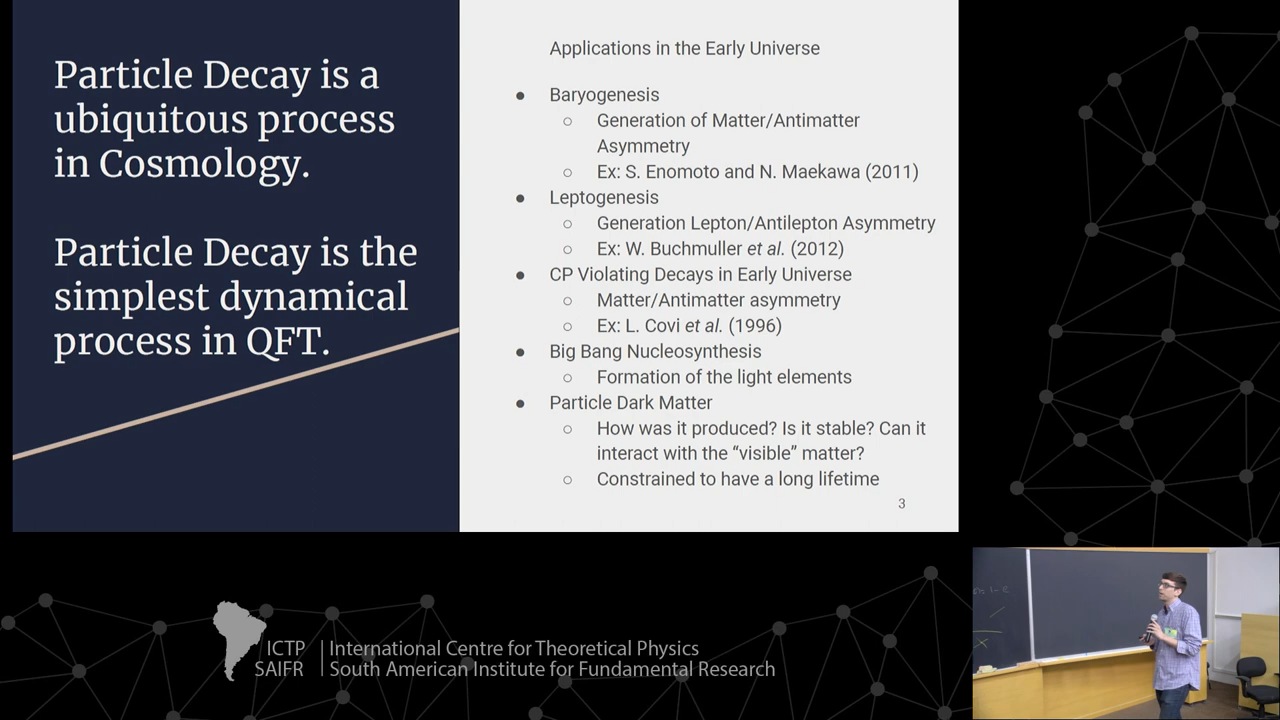 Particle Decay is a
ubiquitous process
in Cosmology.
Particle Decay is the
simplest dynamical
process in QFT.
Applications in the Early Universe
● Baryogenesis
○ Generation of Matter/Antimatter
Asymmetry
○ Ex: S. Enomoto and N. Maekawa (2011)
● Leptogenesis
○ Generation Lepton/Antilepton Asymmetry
○ Ex: W. Buchmuller et al. (2012)
● CP Violating Decays in Early Universe
○ Matter/Antimatter asymmetry
○ Ex: L. Covi et al. (1996)
● Big Bang Nucleosynthesis
○ Formation of the light elements
● Particle Dark Matter
○ How was it produced? Is it stable? Can it
interact with the “visible” matter?
○ Constrained to have a long lifetime
3
ICTP | International Centre for Theoretical Physics
SAIFR | South American Institute for Fundamental Research